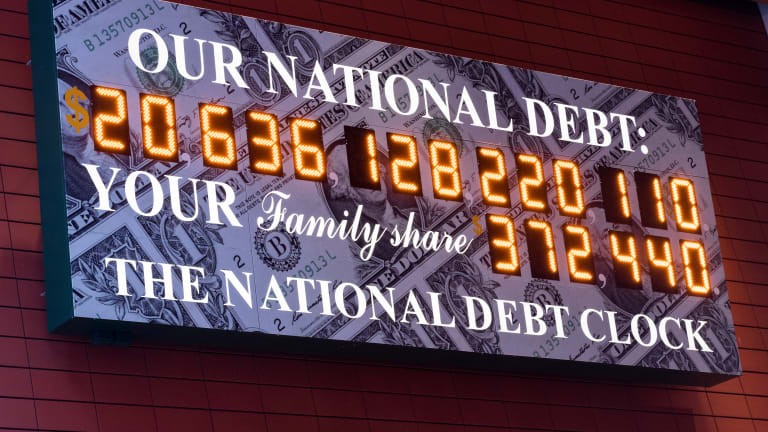 OUR NATIONAL DEBT:
$20,636,128,220,110
YOUR Family share $372,440
THE NATIONAL DEBT CLOCK